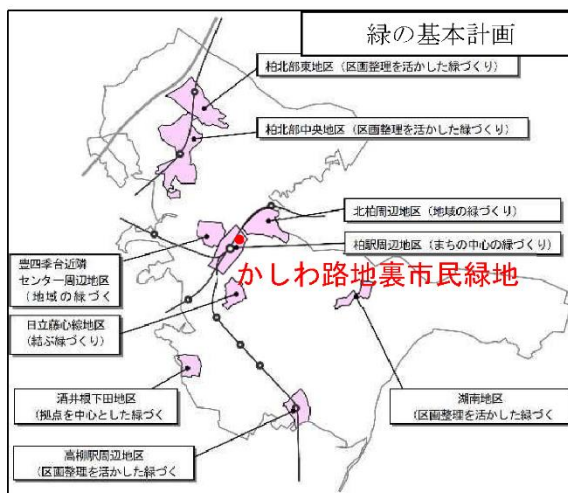 緑の基本計画
柏北部東地区（区画整理を活かした緑づくり）
柏北部中央地区（区画整理を活かした緑づくり）
北柏周辺地区（地域の緑づくり）
柏駅周辺地区（まちの中心の緑づくり）
かしわ路地裏市民緑地
豊四季台近隣
センター周辺地区
（地域の緑づく
日立藤心線地区
（結ぶ緑づくり）
酒井根下田地区
（拠点を中心とした緑づく
湖南地区
（区画整理を活かした緑づく
高柳駅周辺地区
（区画整理を活かした緑づく